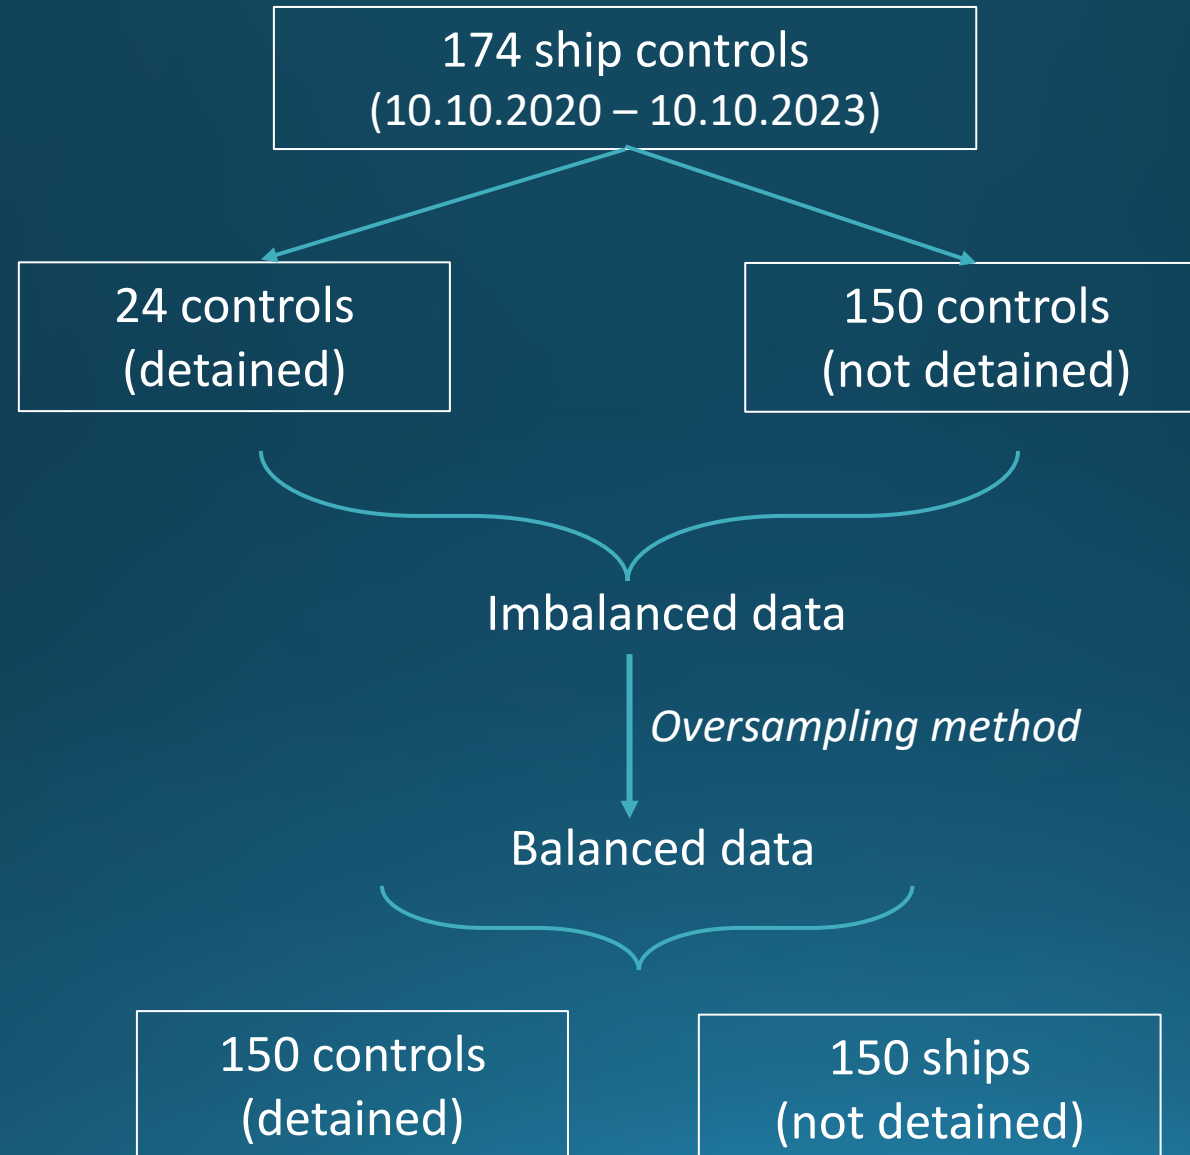 174 ship controls
(10.10.2020 – 10.10.2023)
24 controls
(detained)
150 controls
(not detained)
Imbalanced data
Oversampling method
Balanced data
150 controls
(detained)
150 ships
(not detained)